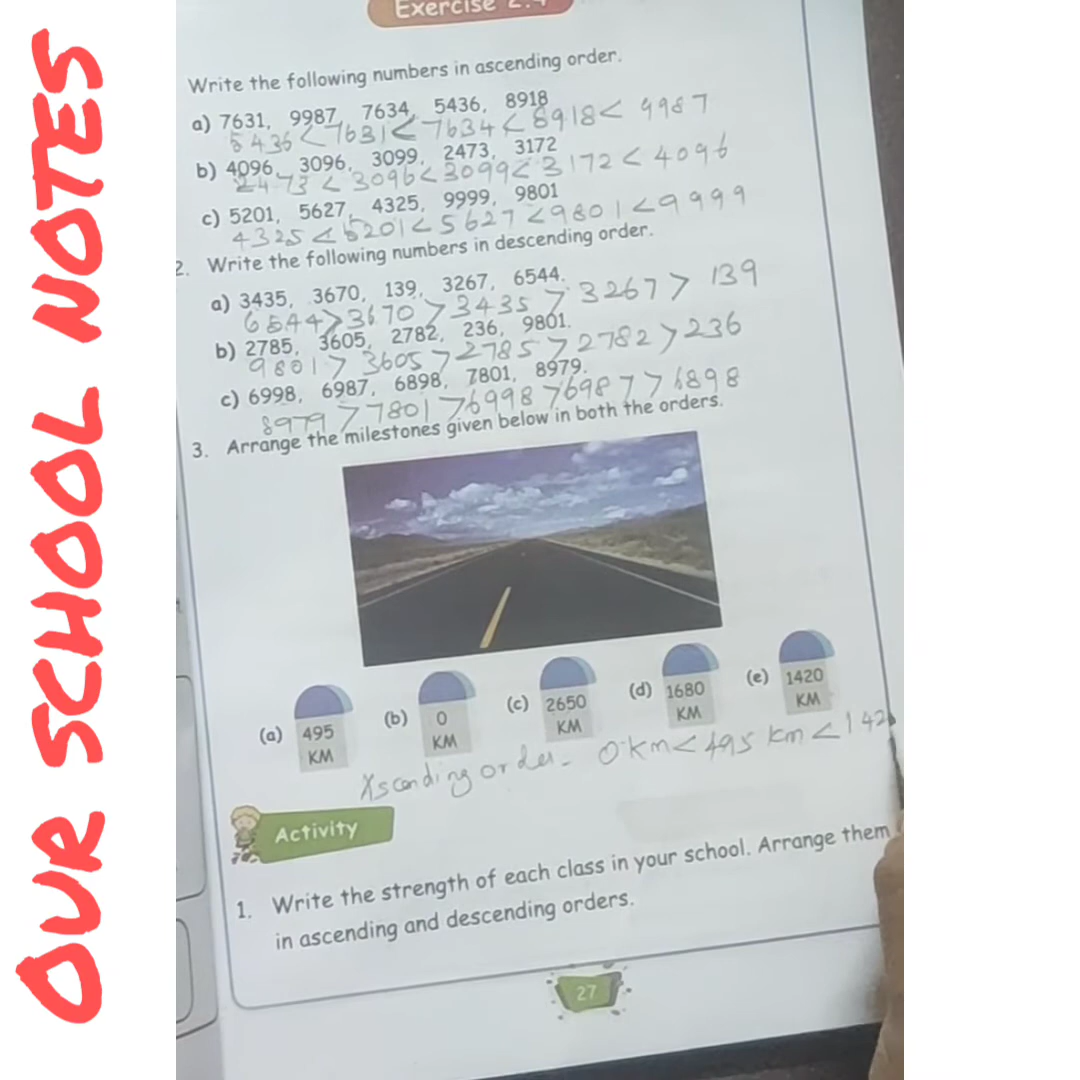 OUR SCHOOL NOTES
Exercise 2.4
Write the following numbers in ascending order.
a) 7631, 9987, 7634, 5436, 8918
5436 < 7631 < 7634 < 8918 < 9987
b) 4096, 3096, 3099, 2473, 3172
2473 < 3096 < 3099 < 3172 < 4096
c) 5201, 5627, 4325, 9999, 9801
4325 < 5201 < 5627 < 9801 < 9999
2. Write the following numbers in descending order.
a) 3435, 3670, 139, 3267, 6544.
6544 > 3670 > 3435 > 3267 > 139
b) 2785, 3605, 2782, 236, 9801.
9801 > 3605 > 2785 > 2782 > 236
c) 6998, 6987, 6898, 7801, 8979.
8979 > 7801 > 6998 > 6987 > 6898
3. Arrange the milestones given below in both the orders.
(a) 495 KM
(b) 0 KM
(c) 2650 KM
(d) 1680 KM
(e) 1420 KM
Ascending order - 0 km < 495 km < 142
Activity
1. Write the strength of each class in your school. Arrange them
in ascending and descending orders.
27